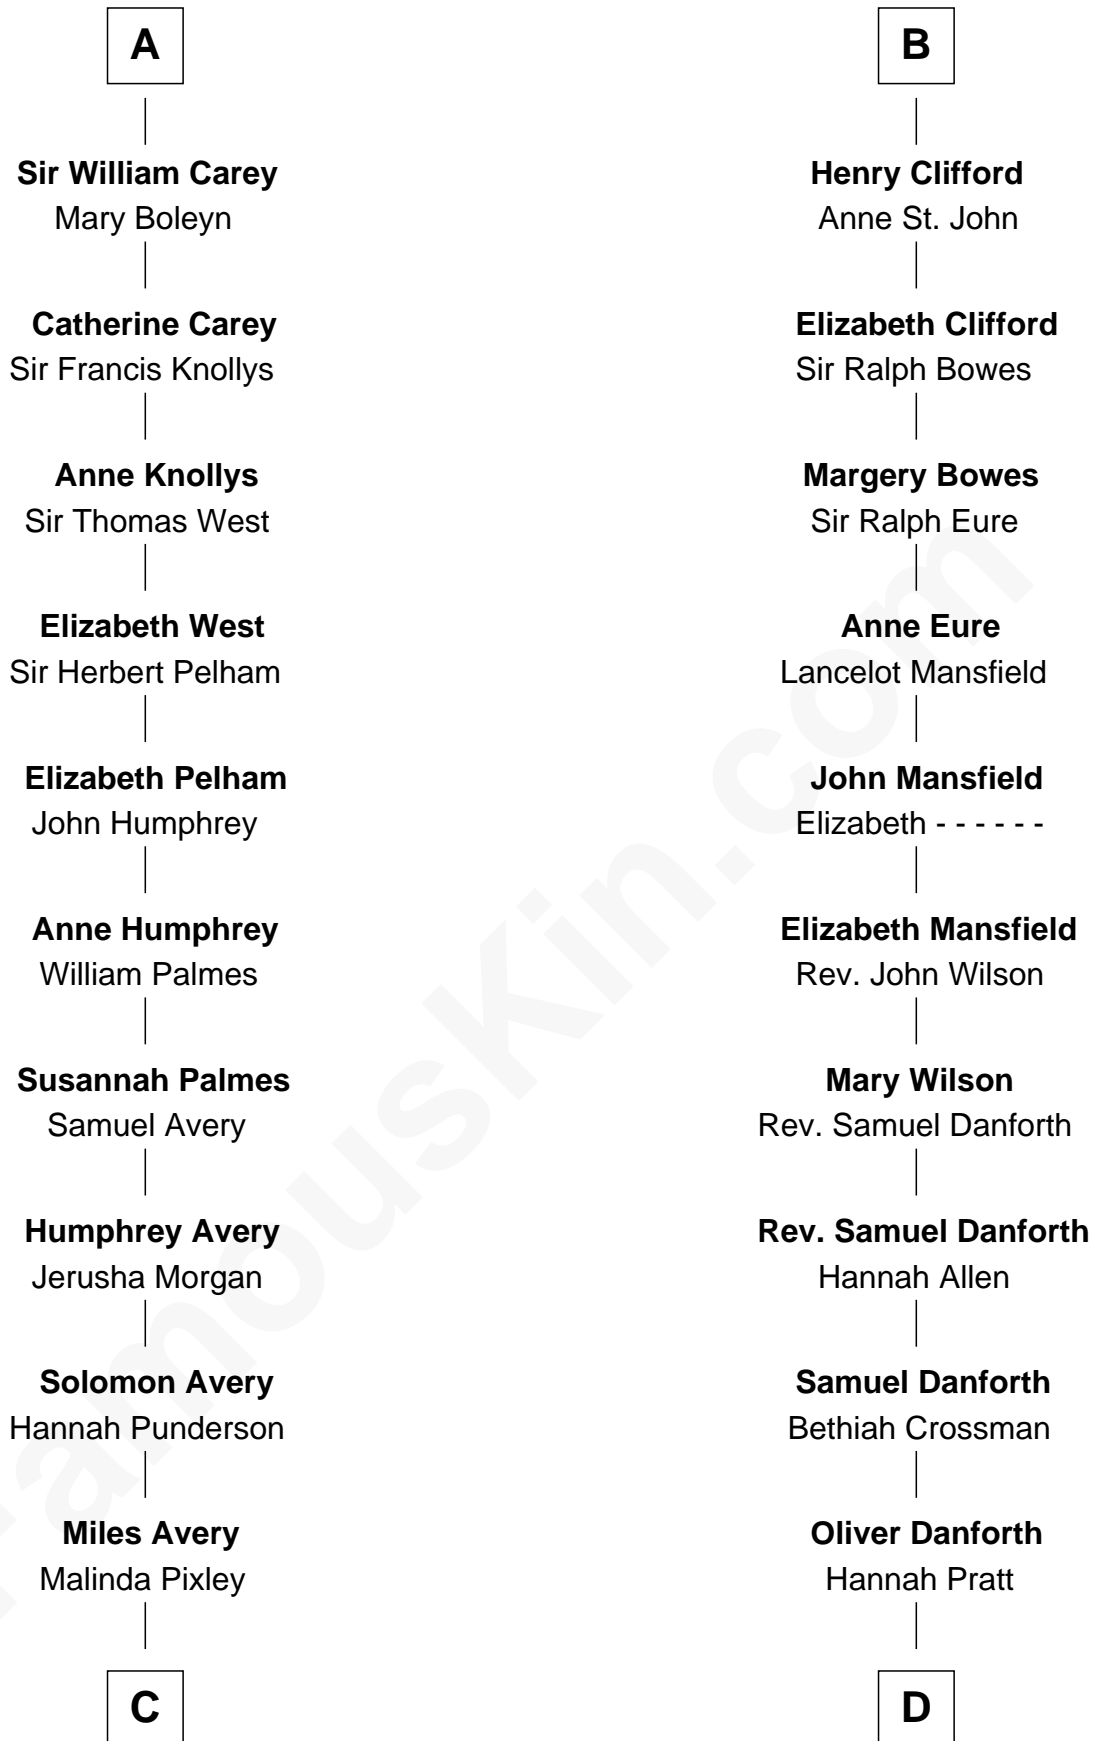 A
Sir William Carey
Mary Boleyn
Catherine Carey
Sir Francis Knollys
Anne Knollys
Sir Thomas West
Elizabeth West
Sir Herbert Pelham
Elizabeth Pelham
John Humphrey
Anne Humphrey
William Palmes
Susannah Palmes
Samuel Avery
Humphrey Avery
Jerusha Morgan
Solomon Avery
Hannah Punderson
Miles Avery
Malinda Pixley
C
B
Henry Clifford
Anne St. John
Elizabeth Clifford
Sir Ralph Bowes
Margery Bowes
Sir Ralph Eure
Anne Eure
Lancelot Mansfield
John Mansfield
Elizabeth - - - - - -
Elizabeth Mansfield
Rev. John Wilson
Mary Wilson
Rev. Samuel Danforth
Rev. Samuel Danforth
Hannah Allen
Samuel Danforth
Bethiah Crossman
Oliver Danforth
Hannah Pratt
D
FamousKin.com